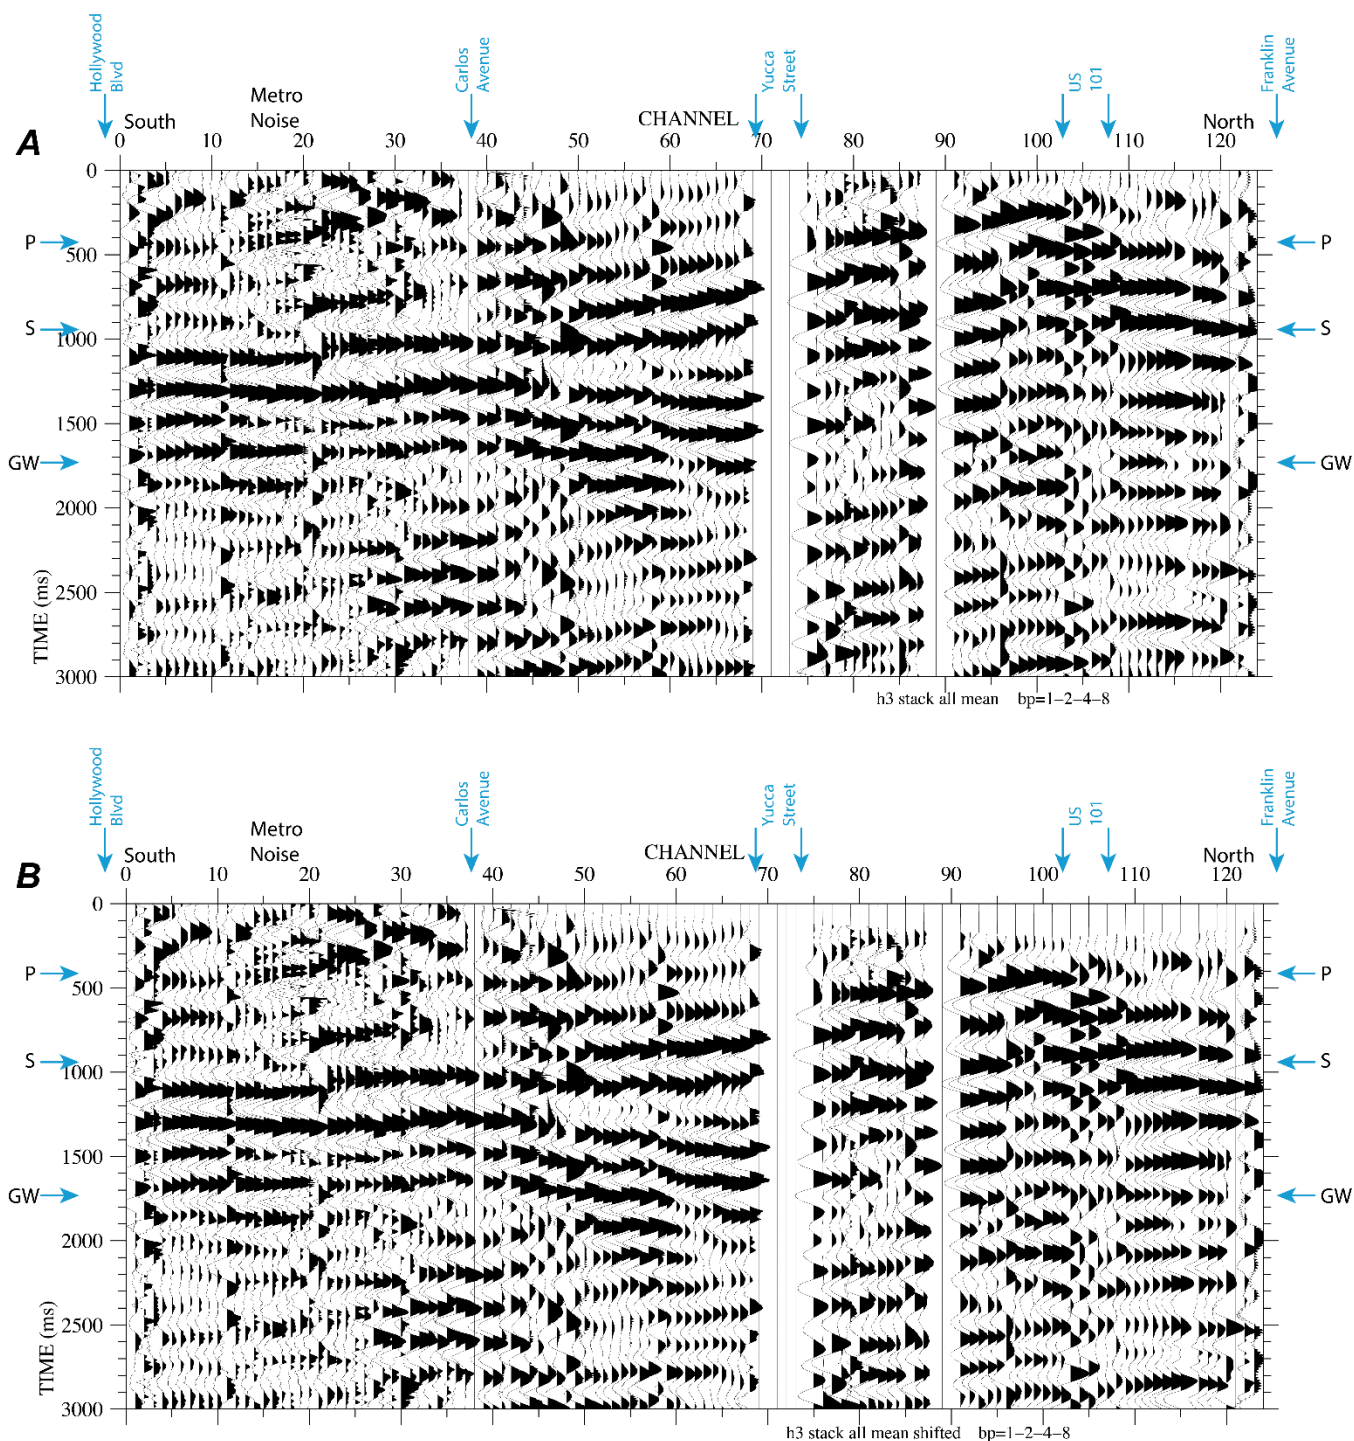 Hollywood
Blvd
Carlos
Avenue
Yucca
Street
US
101
Franklin
Avenue
A
South
Metro
Noise
CHANNEL
North
0 10 20 30 40 50 60 70 80 90 100 110 120
0
P P
500
S S
1000
1500
GW GW
2000
2500
3000
TIME (ms)
h3 stack all mean bp=1–2–4–8
Hollywood
Blvd
Carlos
Avenue
Yucca
Street
US
101
Franklin
Avenue
B
South
Metro
Noise
CHANNEL
North
0 10 20 30 40 50 60 70 80 90 100 110 120
0
P P
500
S S
1000
1500
GW GW
2000
2500
3000
TIME (ms)
h3 stack all mean shifted bp=1–2–4–8